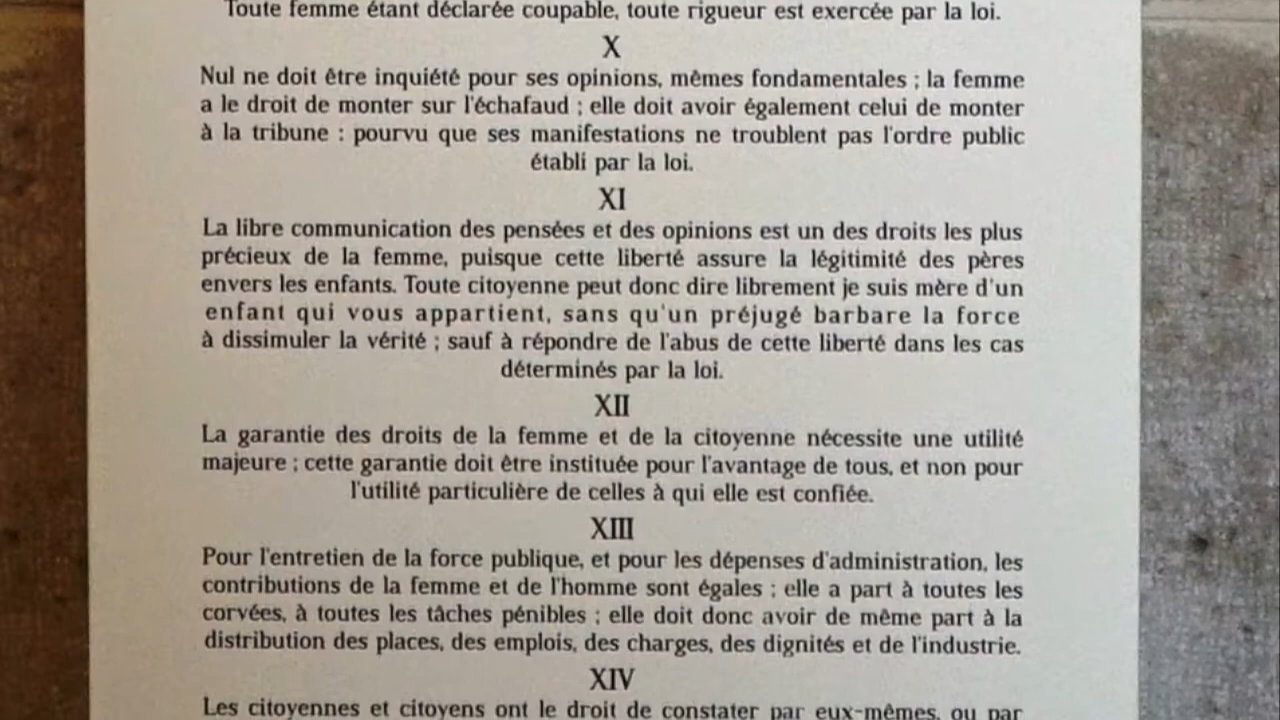 Toute femme étant déclarée coupable, toute rigueur est exercée par la loi.
X
Nul ne doit être inquiété pour ses opinions, mêmes fondamentales ; la femme
a le droit de monter sur l'échafaud ; elle doit avoir également celui de monter
à la tribune : pourvu que ses manifestations ne troublent pas l'ordre public
établi par la loi.
XI
La libre communication des pensées et des opinions est un des droits les plus
précieux de la femme, puisque cette liberté assure la légitimité des pères
envers les enfants. Toute citoyenne peut donc dire librement je suis mère d'un
enfant qui vous appartient, sans qu'un préjugé barbare la force
à dissimuler la vérité ; sauf à répondre de l'abus de cette liberté dans les cas
déterminés par la loi.
XII
La garantie des droits de la femme et de la citoyenne nécessite une utilité
majeure ; cette garantie doit être instituée pour l'avantage de tous, et non pour
l'utilité particulière de celles à qui elle est confiée.
XIII
Pour l'entretien de la force publique, et pour les dépenses d'administration, les
contributions de la femme et de l'homme sont égales ; elle a part à toutes les
corvées, à toutes les tâches pénibles ; elle doit donc avoir de même part à la
distribution des places, des emplois, des charges, des dignités et de l'industrie.
XIV
Les citoyennes et citoyens ont le droit de constater par eux-mêmes, ou par